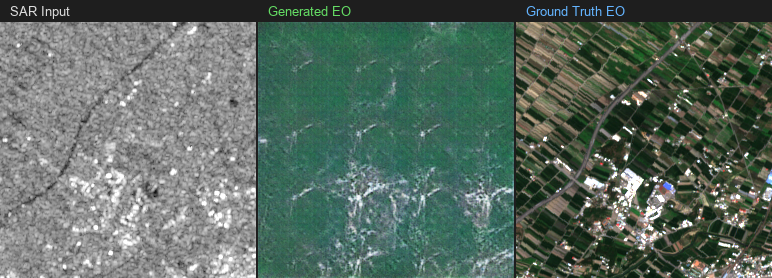 SAR Input
Generated EO
Ground Truth EO